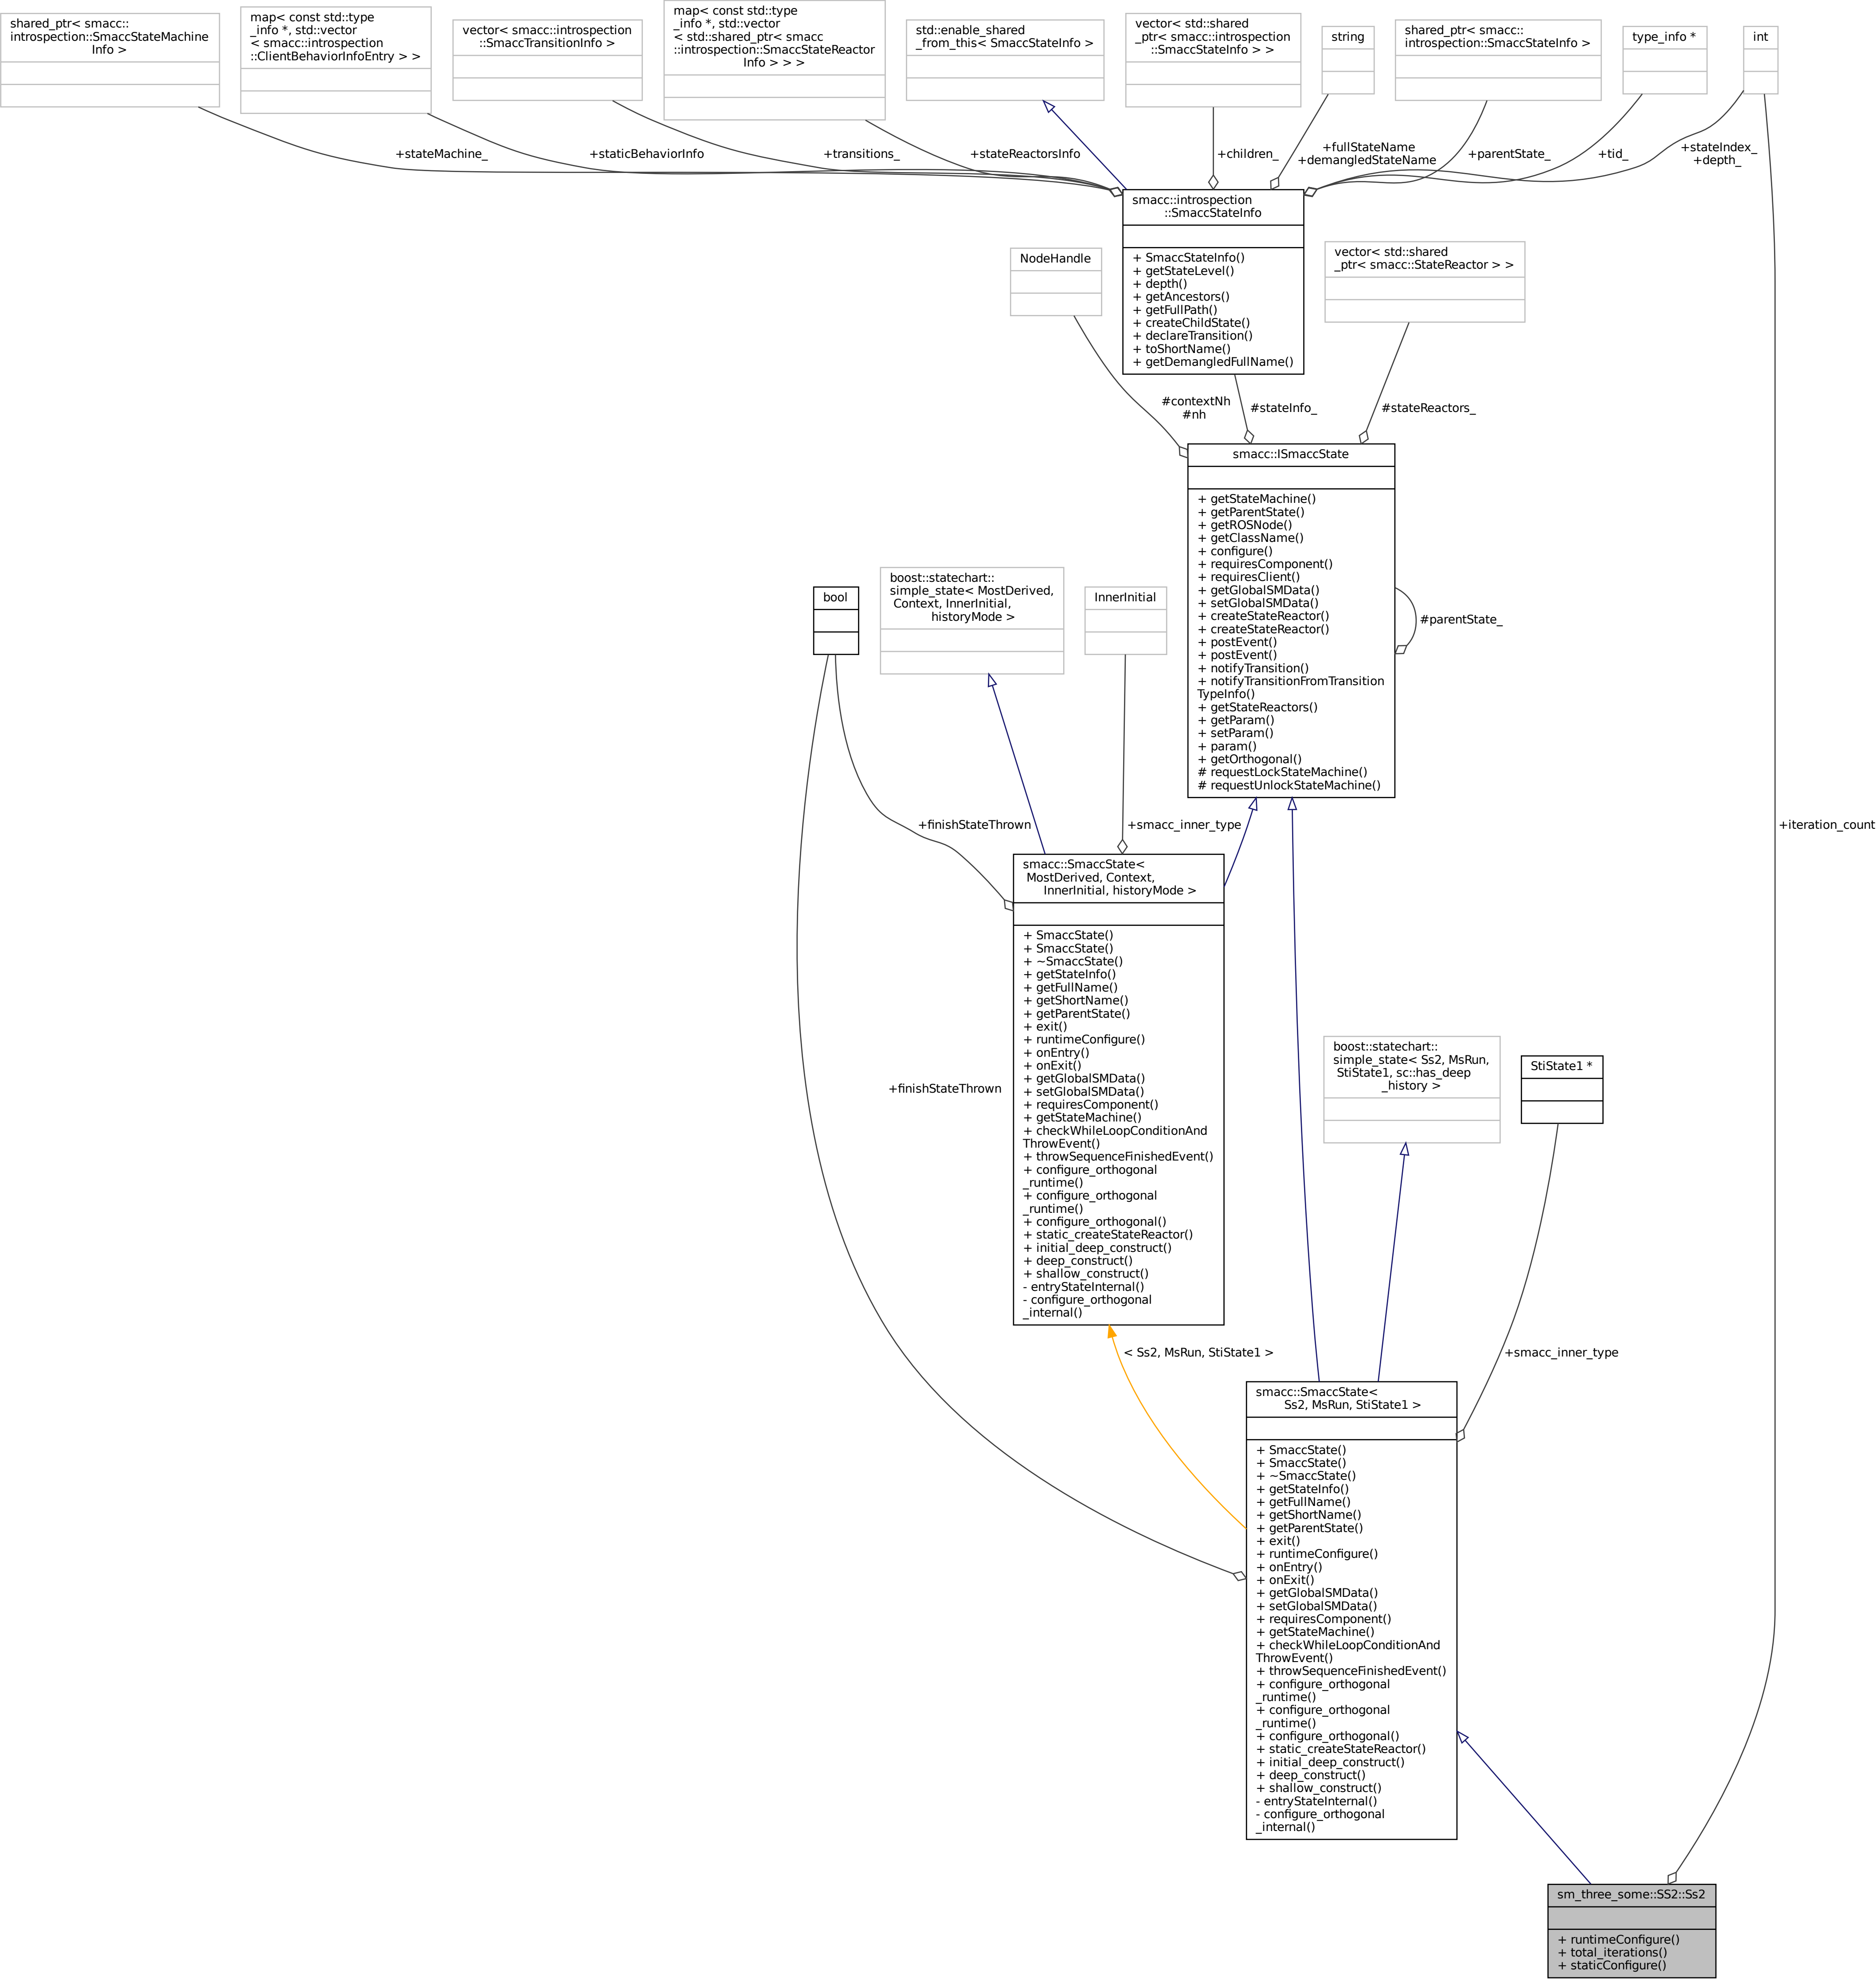 shared_ptr< smacc::
introspection::SmaccStateMachine
Info >
map< const std::type
_info *, std::vector
< smacc::introspection
::ClientBehaviorInfoEntry > >
vector< smacc::introspection
::SmaccTransitionInfo >
map< const std::type
_info *, std::vector
< std::shared_ptr< smacc
::introspection::SmaccStateReactor
Info > > >
std::enable_shared
_from_this< SmaccStateInfo >
vector< std::shared
_ptr< smacc::introspection
::SmaccStateInfo > >
string
shared_ptr< smacc::
introspection::SmaccStateInfo >
type_info *
int
+stateMachine_
+staticBehaviorInfo
+transitions_
+stateReactorsInfo
+children_
+fullStateName
+demangledStateName
+parentState_
+tid_
+stateIndex_
+depth_
smacc::introspection
::SmaccStateInfo
+ SmaccStateInfo()
+ getStateLevel()
+ depth()
+ getAncestors()
+ getFullPath()
+ createChildState()
+ declareTransition()
+ toShortName()
+ getDemangledFullName()
NodeHandle
vector< std::shared
_ptr< smacc::StateReactor > >
#contextNh
#nh
#stateInfo_
#stateReactors_
smacc::ISmaccState
+ getStateMachine()
+ getParentState()
+ getROSNode()
+ getClassName()
+ configure()
+ requiresComponent()
+ requiresClient()
+ getGlobalSMData()
+ setGlobalSMData()
+ createStateReactor()
+ createStateReactor()
+ postEvent()
+ postEvent()
+ notifyTransition()
+ notifyTransitionFromTransition
TypeInfo()
+ getStateReactors()
+ getParam()
+ setParam()
+ param()
+ getOrthogonal()
# requestLockStateMachine()
# requestUnlockStateMachine()
#parentState_
bool
boost::statechart::
simple_state< MostDerived,
Context, InnerInitial,
historyMode >
InnerInitial
+finishStateThrown
+smacc_inner_type
+iteration_count
smacc::SmaccState<
MostDerived, Context,
InnerInitial, historyMode >
+ SmaccState()
+ SmaccState()
+ ~SmaccState()
+ getStateInfo()
+ getFullName()
+ getShortName()
+ getParentState()
+ exit()
+ runtimeConfigure()
+ onEntry()
+ onExit()
+ getGlobalSMData()
+ setGlobalSMData()
+ requiresComponent()
+ getStateMachine()
+ checkWhileLoopConditionAnd
ThrowEvent()
+ throwSequenceFinishedEvent()
+ configure_orthogonal
_runtime()
+ configure_orthogonal
_runtime()
+ configure_orthogonal()
+ static_createStateReactor()
+ initial_deep_construct()
+ deep_construct()
+ shallow_construct()
- entryStateInternal()
- configure_orthogonal
_internal()
+finishStateThrown
boost::statechart::
simple_state< Ss2, MsRun,
StiState1, sc::has_deep
_history >
StiState1 *
< Ss2, MsRun, StiState1 >
+smacc_inner_type
smacc::SmaccState<
Ss2, MsRun, StiState1 >
+ SmaccState()
+ SmaccState()
+ ~SmaccState()
+ getStateInfo()
+ getFullName()
+ getShortName()
+ getParentState()
+ exit()
+ runtimeConfigure()
+ onEntry()
+ onExit()
+ getGlobalSMData()
+ setGlobalSMData()
+ requiresComponent()
+ getStateMachine()
+ checkWhileLoopConditionAnd
ThrowEvent()
+ throwSequenceFinishedEvent()
+ configure_orthogonal
_runtime()
+ configure_orthogonal
_runtime()
+ configure_orthogonal()
+ static_createStateReactor()
+ initial_deep_construct()
+ deep_construct()
+ shallow_construct()
- entryStateInternal()
- configure_orthogonal
_internal()
sm_three_some::SS2::Ss2
+ runtimeConfigure()
+ total_iterations()
+ staticConfigure()